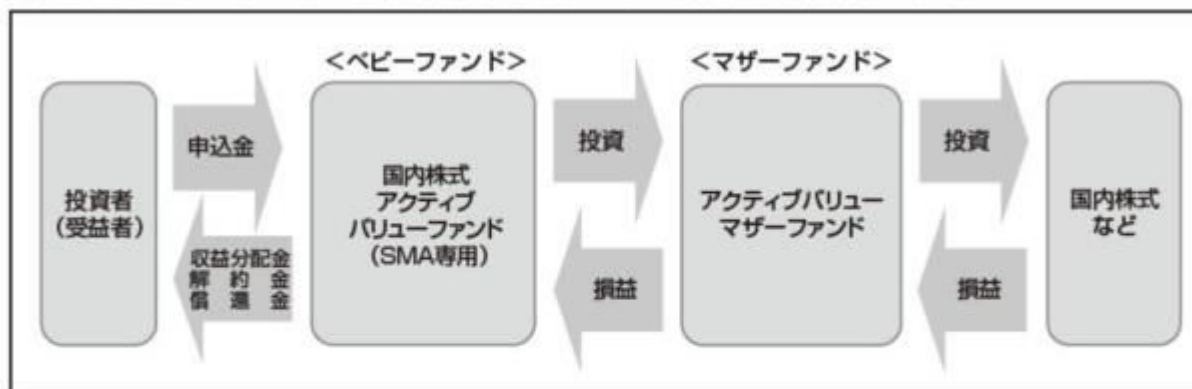 <ベビーファンド>
<マザーファンド>
投資者
(受益者)
申込金
収益分配金
解約金
償還金
国内株式
アクティブ
バリューファンド
(SMA専用)
投資
損益
アクティブバリュー
マザーファンド
投資
損益
国内株式
など